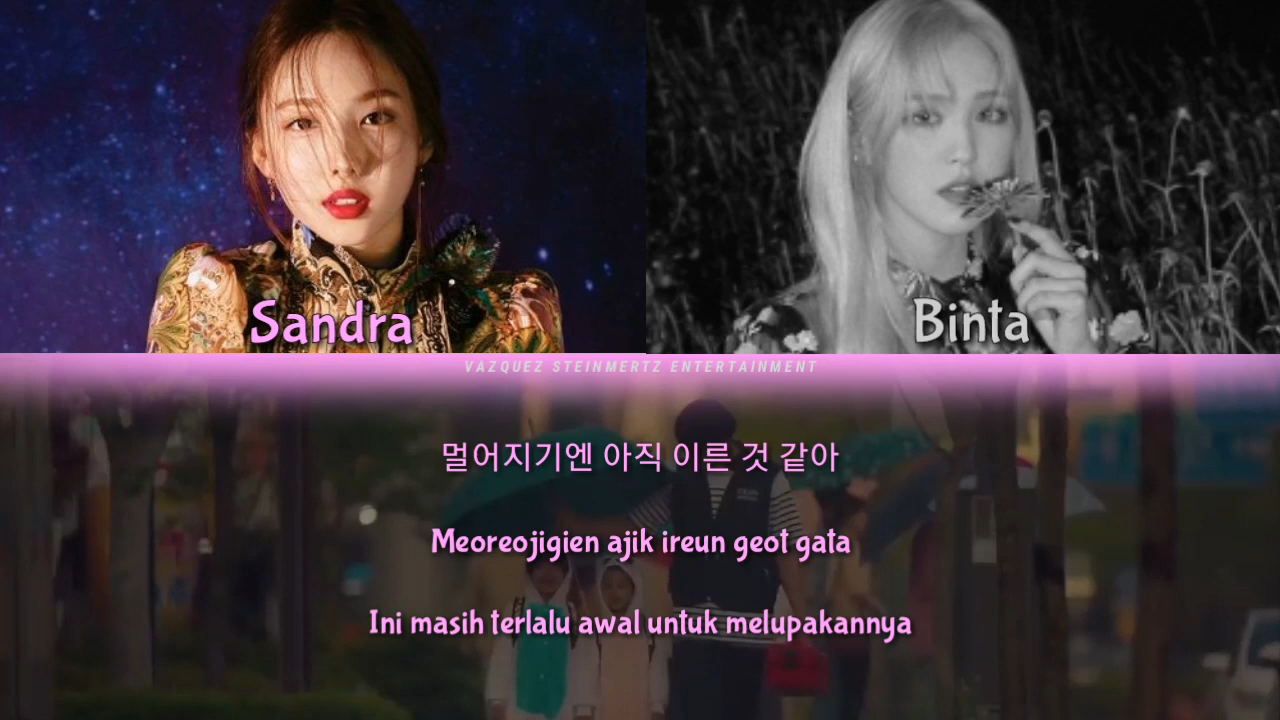 Sandra
Binta
VAZQUEZ STEINMERTZ ENTERTAINMENT
멀어지기엔 아직 이른 것 같아
Meoreojigien ajik ireun geot gata
Ini masih terlalu awal untuk melupakannya